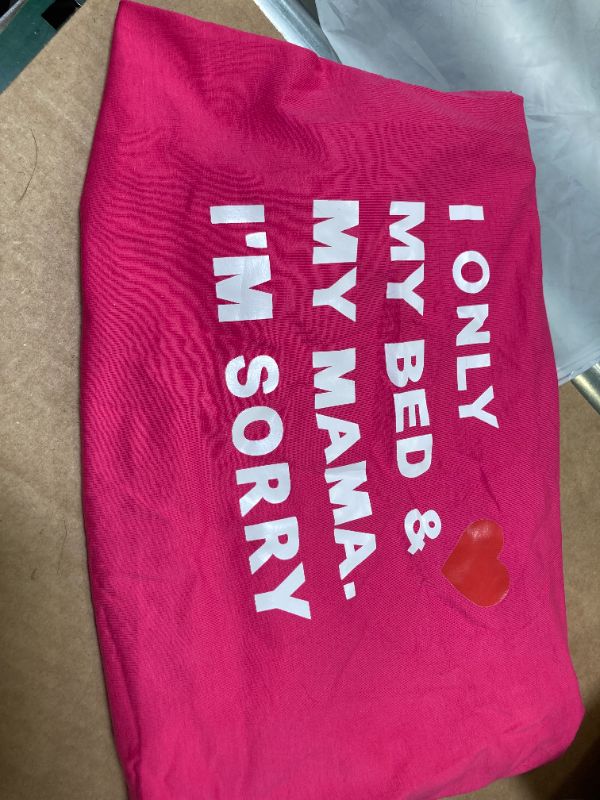 I ONLY ❤
MY BED &
MY MAMA.
I'M SORRY